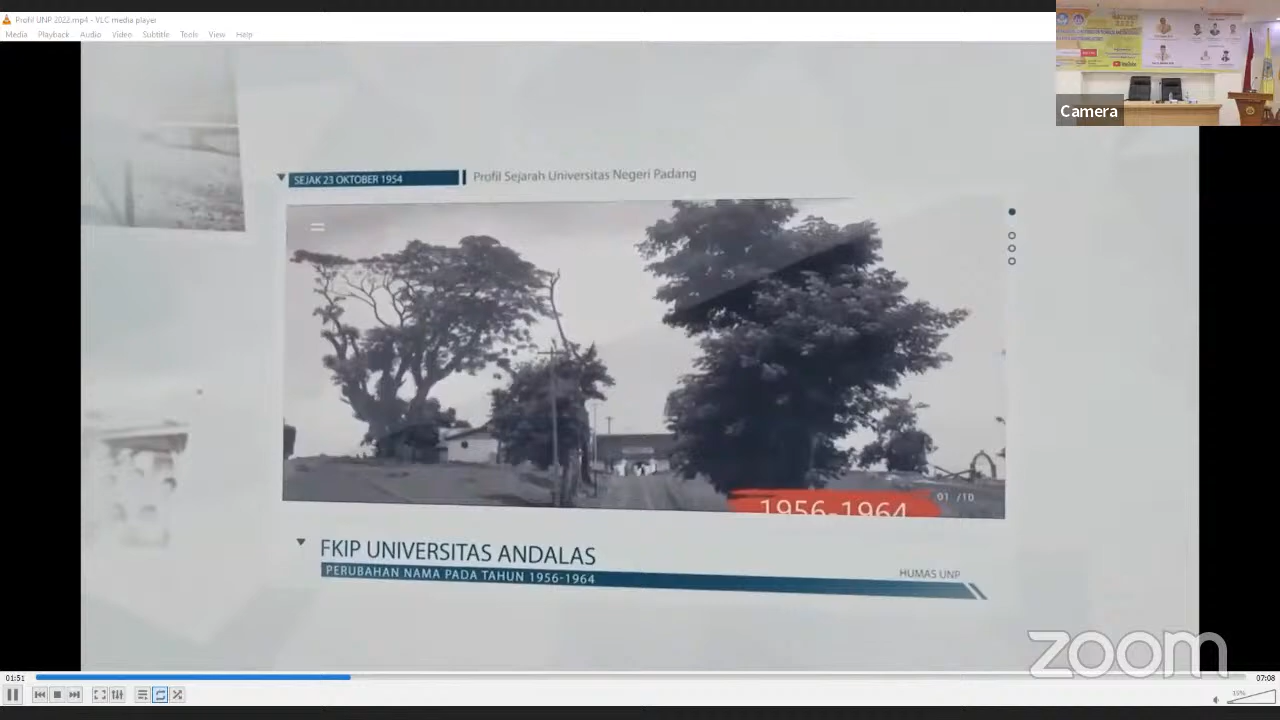 Profil UNP 2022.mp4 - VLC media player
Media Playback Audio Video Subtitle Tools View Help
Camera
SEJAK 23 OKTOBER 1954
Profil Sejarah Universitas Negeri Padang
01 /10
1956-1964
FKIP UNIVERSITAS ANDALAS
PERUBAHAN NAMA PADA TAHUN 1956-1964
HUMAS UNP
zoom
01:51
07:08